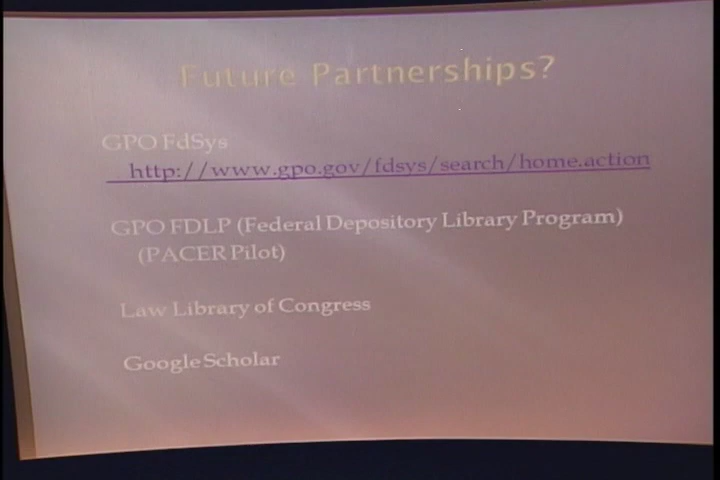 Future Partnerships?
GPO FdSys
http://www.gpo.gov/fdsys/search/home.action
GPO FDLP (Federal Depository Library Program)
(PACER Pilot)
Law Library of Congress
Google Scholar